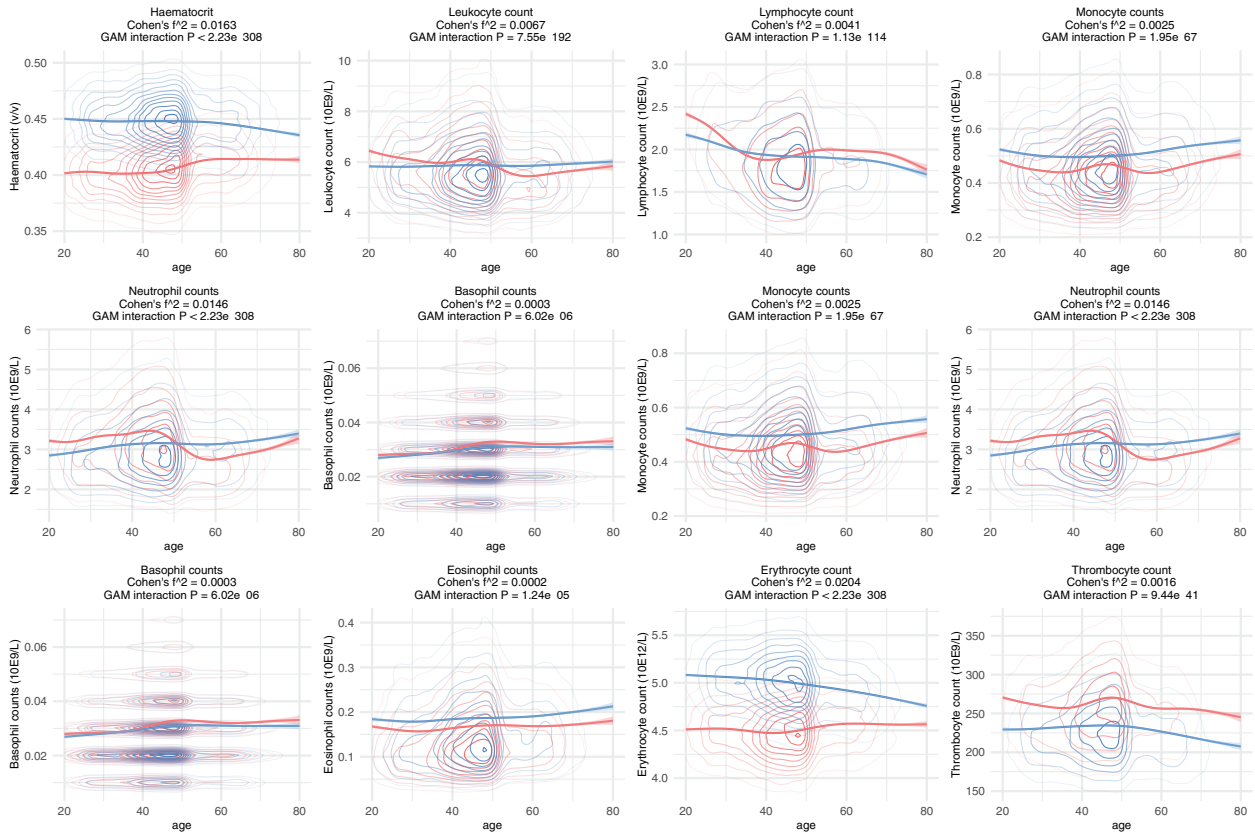 Haematocrit
Cohen's f^2 = 0.0163
GAM interaction P < 2.23e 308
Haematocrit (v/v)
0.50
0.45
0.40
0.35
20 40 60 80
age
Leukocyte count
Cohen's f^2 = 0.0067
GAM interaction P = 7.55e 192
Leukocyte count (10E9/L)
10
8
6
4
20 40 60 80
age
Lymphocyte count
Cohen's f^2 = 0.0041
GAM interaction P = 1.13e 114
Lymphocyte count (10E9/L)
3.0
2.5
2.0
1.5
1.0
20 40 60 80
age
Monocyte counts
Cohen's f^2 = 0.0025
GAM interaction P = 1.95e 67
Monocyte counts (10E9/L)
0.8
0.6
0.4
0.2
20 40 60 80
age
Neutrophil counts
Cohen's f^2 = 0.0146
GAM interaction P < 2.23e 308
Neutrophil counts (10E9/L)
6
5
4
3
2
20 40 60 80
age
Basophil counts
Cohen's f^2 = 0.0003
GAM interaction P = 6.02e 06
Basophil counts (10E9/L)
0.06
0.04
0.02
20 40 60 80
age
Monocyte counts
Cohen's f^2 = 0.0025
GAM interaction P = 1.95e 67
Monocyte counts (10E9/L)
0.8
0.6
0.4
0.2
20 40 60 80
age
Neutrophil counts
Cohen's f^2 = 0.0146
GAM interaction P < 2.23e 308
Neutrophil counts (10E9/L)
6
5
4
3
2
20 40 60 80
age
Basophil counts
Cohen's f^2 = 0.0003
GAM interaction P = 6.02e 06
Basophil counts (10E9/L)
0.06
0.04
0.02
20 40 60 80
age
Eosinophil counts
Cohen's f^2 = 0.0002
GAM interaction P = 1.24e 05
Eosinophil counts (10E9/L)
0.4
0.3
0.2
0.1
20 40 60 80
age
Erythrocyte count
Cohen's f^2 = 0.0204
GAM interaction P < 2.23e 308
Erythrocyte count (10E12/L)
5.5
5.0
4.5
4.0
20 40 60 80
age
Thrombocyte count
Cohen's f^2 = 0.0016
GAM interaction P = 9.44e 41
Thrombocyte count (10E9/L)
350
300
250
200
150
20 40 60 80
age